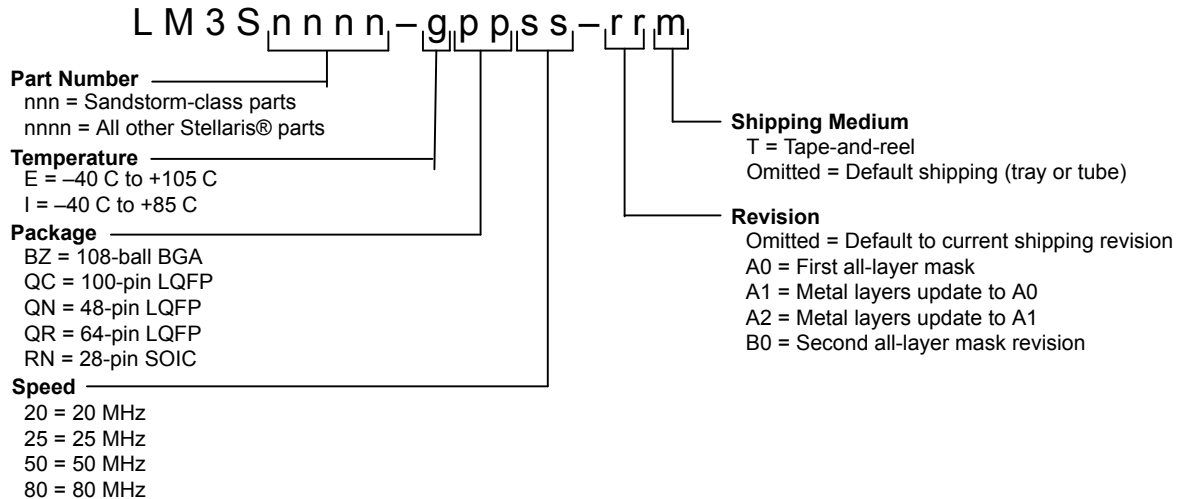 LM3Snnnn–gppss–rrm
Part Number
nnn = Sandstorm-class parts
nnnn = All other Stellaris® parts
Temperature
E = –40 C to +105 C
I = –40 C to +85 C
Package
BZ = 108-ball BGA
QC = 100-pin LQFP
QN = 48-pin LQFP
QR = 64-pin LQFP
RN = 28-pin SOIC
Speed
20 = 20 MHz
25 = 25 MHz
50 = 50 MHz
80 = 80 MHz
Shipping Medium
T = Tape-and-reel
Omitted = Default shipping (tray or tube)
Revision
Omitted = Default to current shipping revision
A0 = First all-layer mask
A1 = Metal layers update to A0
A2 = Metal layers update to A1
B0 = Second all-layer mask revision